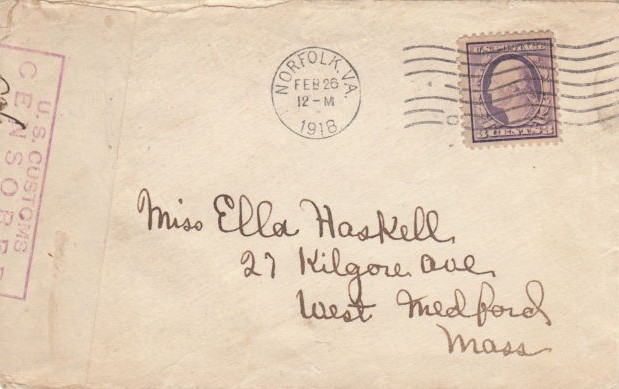 U.S. CUSTOMS
CENSORED
NORFOLK, VA.
FEB 26
12-M
1918
Miss Ella Haskell,
27 Kilgore Ave,
West Medford,
Mass